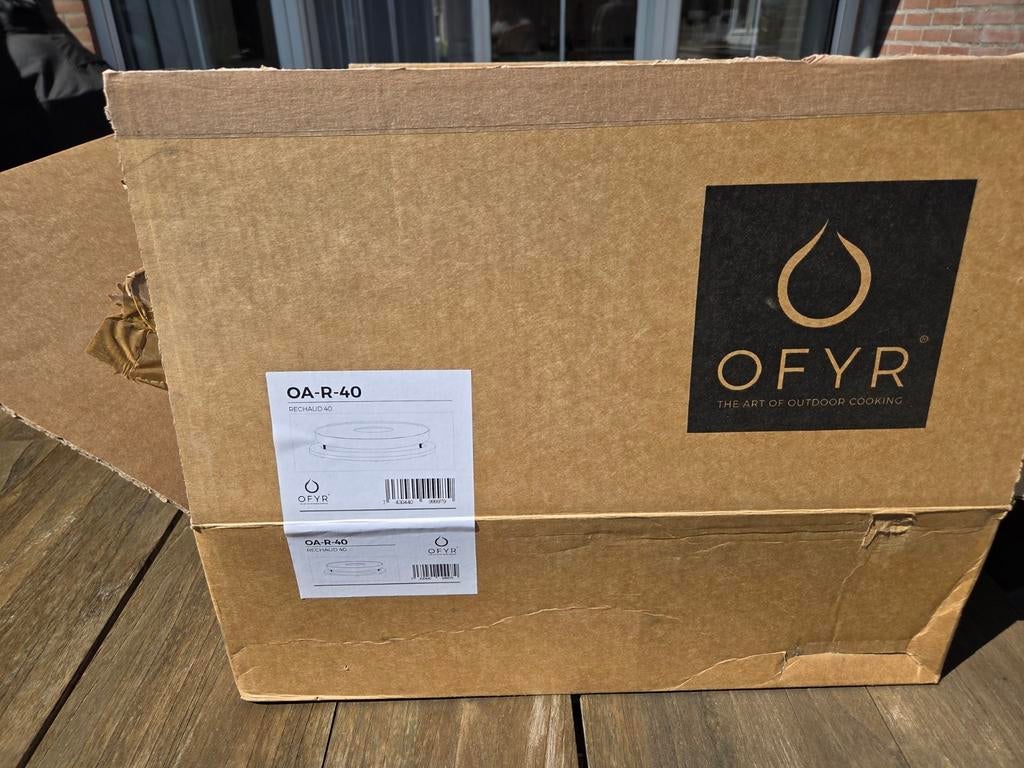 OFYR®
THE ART OF OUTDOOR COOKING
OA-R-40
RECHAUD 40
OFYR
OA-R-40
RECHAUD 40
OFYR